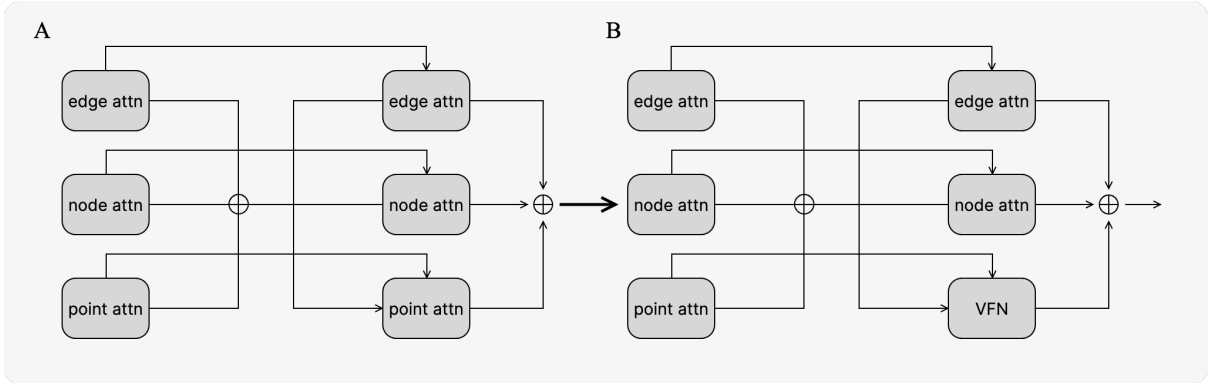 A
B
edge attn
edge attn
edge attn
edge attn
node attn
node attn
node attn
node attn
point attn
point attn
point attn
VFN